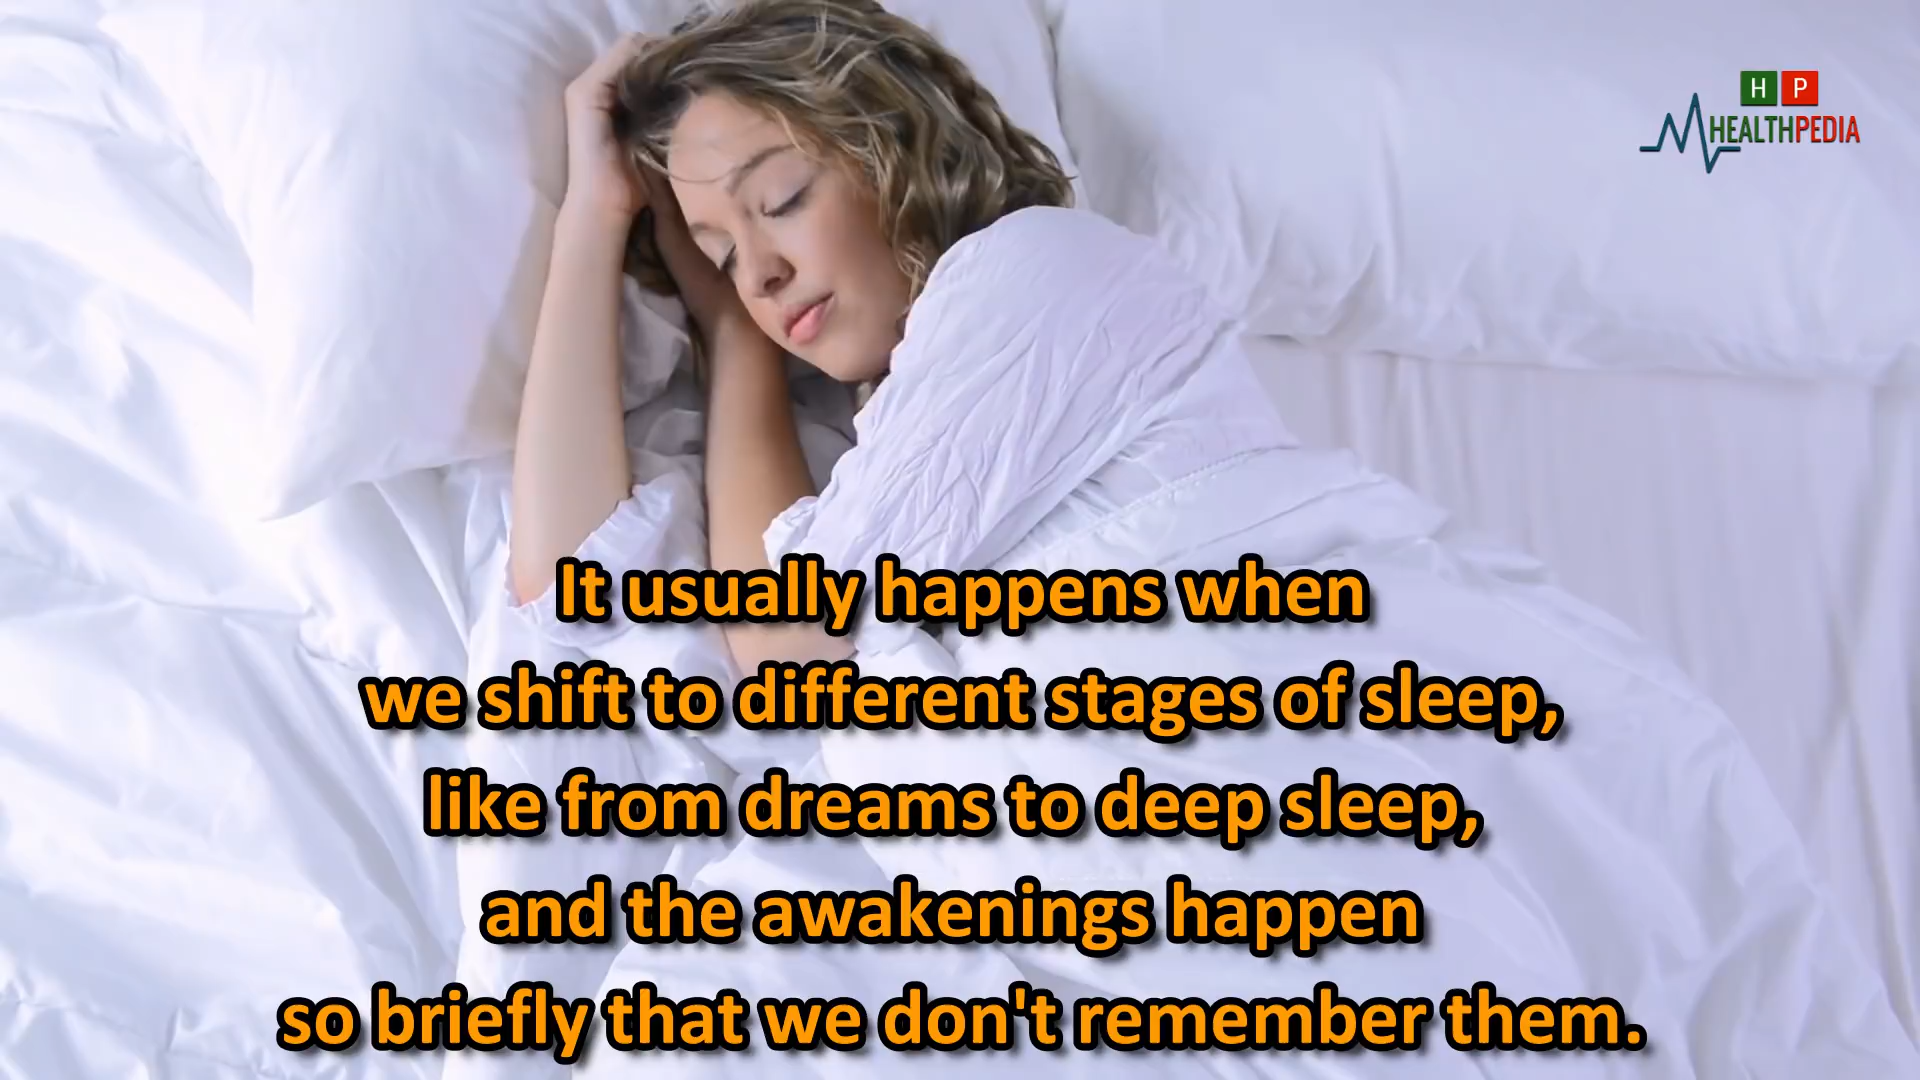 H P
HEALTHPEDIA
It usually happens when
we shift to different stages of sleep,
like from dreams to deep sleep,
and the awakenings happen
so briefly that we don't remember them.